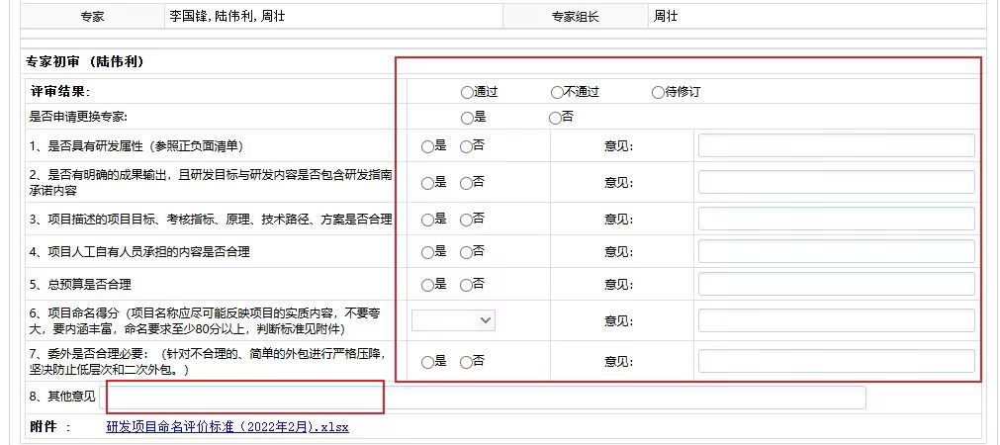 专家 李国锋,陆伟利,周壮 专家组长 周壮
专家初审 (陆伟利)
评审结果: 通过 不通过 待修订
是否申请更换专家: 是 否
1、是否具有研发属性（参照正负面清单） 是 否 意见:
2、是否有明确的成果输出，且研发目标与研发内容是否包含研发指南
承诺内容 是 否 意见:
3、项目描述的项目目标、考核指标、原理、技术路径、方案是否合理 是 否 意见:
4、项目人工自有人员承担的内容是否合理 是 否 意见:
5、总预算是否合理 是 否 意见:
6、项目命名得分（项目名称应尽可能反映项目的实质内容，不要夸
大，要内涵丰富，命名要求至少80分以上，判断标准见附件） 意见:
7、委外是否合理必要：（针对不合理的、简单的外包进行严格压降，
坚决防止低层次和二次外包。） 是 否 意见:
8、其他意见
附件 : 研发项目命名评价标准（2022年2月).xlsx